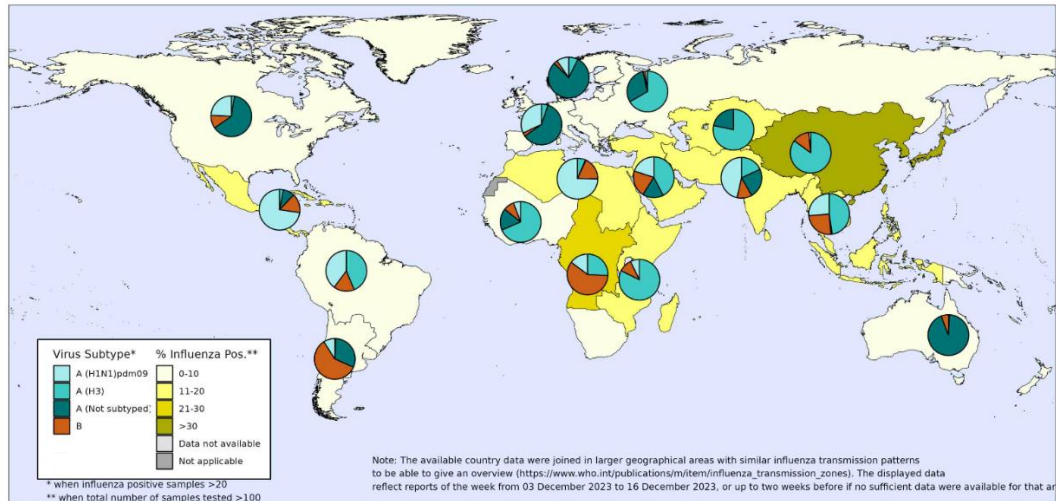 Virus Subtype*
A (H1N1)pdm09
A (H3)
A (Not subtyped)
B
% Influenza Pos.**
0-10
11-20
21-30
>30
Data not available
Not applicable
* when influenza positive samples >20
** when total number of samples tested >100
Note: The available country data were joined in larger geographical areas with similar influenza transmission patterns
to be able to give an overview (https://www.who.int/publications/m/item/influenza_transmission_zones). The displayed data
reflect reports of the week from 03 December 2023 to 16 December 2023, or up to two weeks before if no sufficient data were available for that ar